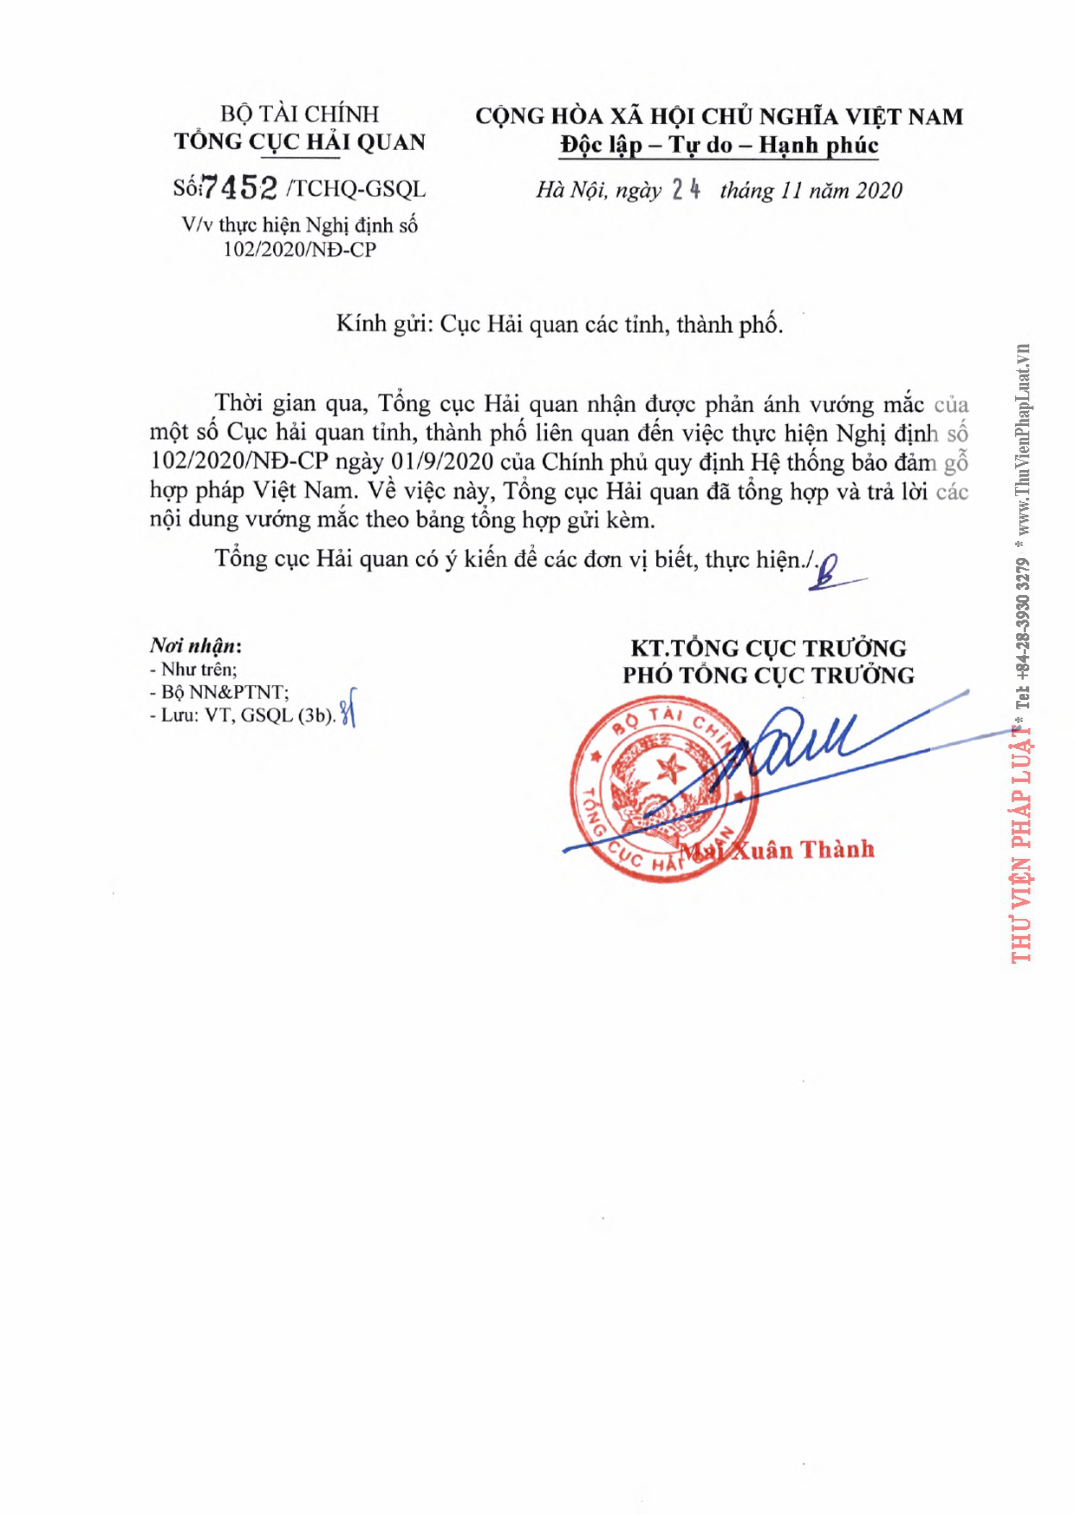 BỘ TÀI CHÍNH
TỔNG CỤC HẢI QUAN
Số:7452 /TCHQ-GSQL
V/v thực hiện Nghị định số
102/2020/NĐ-CP
CỘNG HÒA XÃ HỘI CHỦ NGHĨA VIỆT NAM
Độc lập – Tự do – Hạnh phúc
Hà Nội, ngày 24 tháng 11 năm 2020
Kính gửi: Cục Hải quan các tỉnh, thành phố.
Thời gian qua, Tổng cục Hải quan nhận được phản ánh vướng mắc của
một số Cục hải quan tỉnh, thành phố liên quan đến việc thực hiện Nghị định số
102/2020/NĐ-CP ngày 01/9/2020 của Chính phủ quy định Hệ thống bảo đảm gỗ
hợp pháp Việt Nam. Về việc này, Tổng cục Hải quan đã tổng hợp và trả lời các
nội dung vướng mắc theo bảng tổng hợp gửi kèm.
Tổng cục Hải quan có ý kiến để các đơn vị biết, thực hiện./.
Nơi nhận:
- Như trên;
- Bộ NN&PTNT;
- Lưu: VT, GSQL (3b).
KT.TỔNG CỤC TRƯỞNG
PHÓ TỔNG CỤC TRƯỞNG
BỘ TÀI CHÍNH
TỔNG CỤC HẢI QUAN
Mai Xuân Thành
THƯ VIỆN PHÁP LUẬT * Tel: +84-28-3930 3279 * www.ThuVienPhapLuat.vn